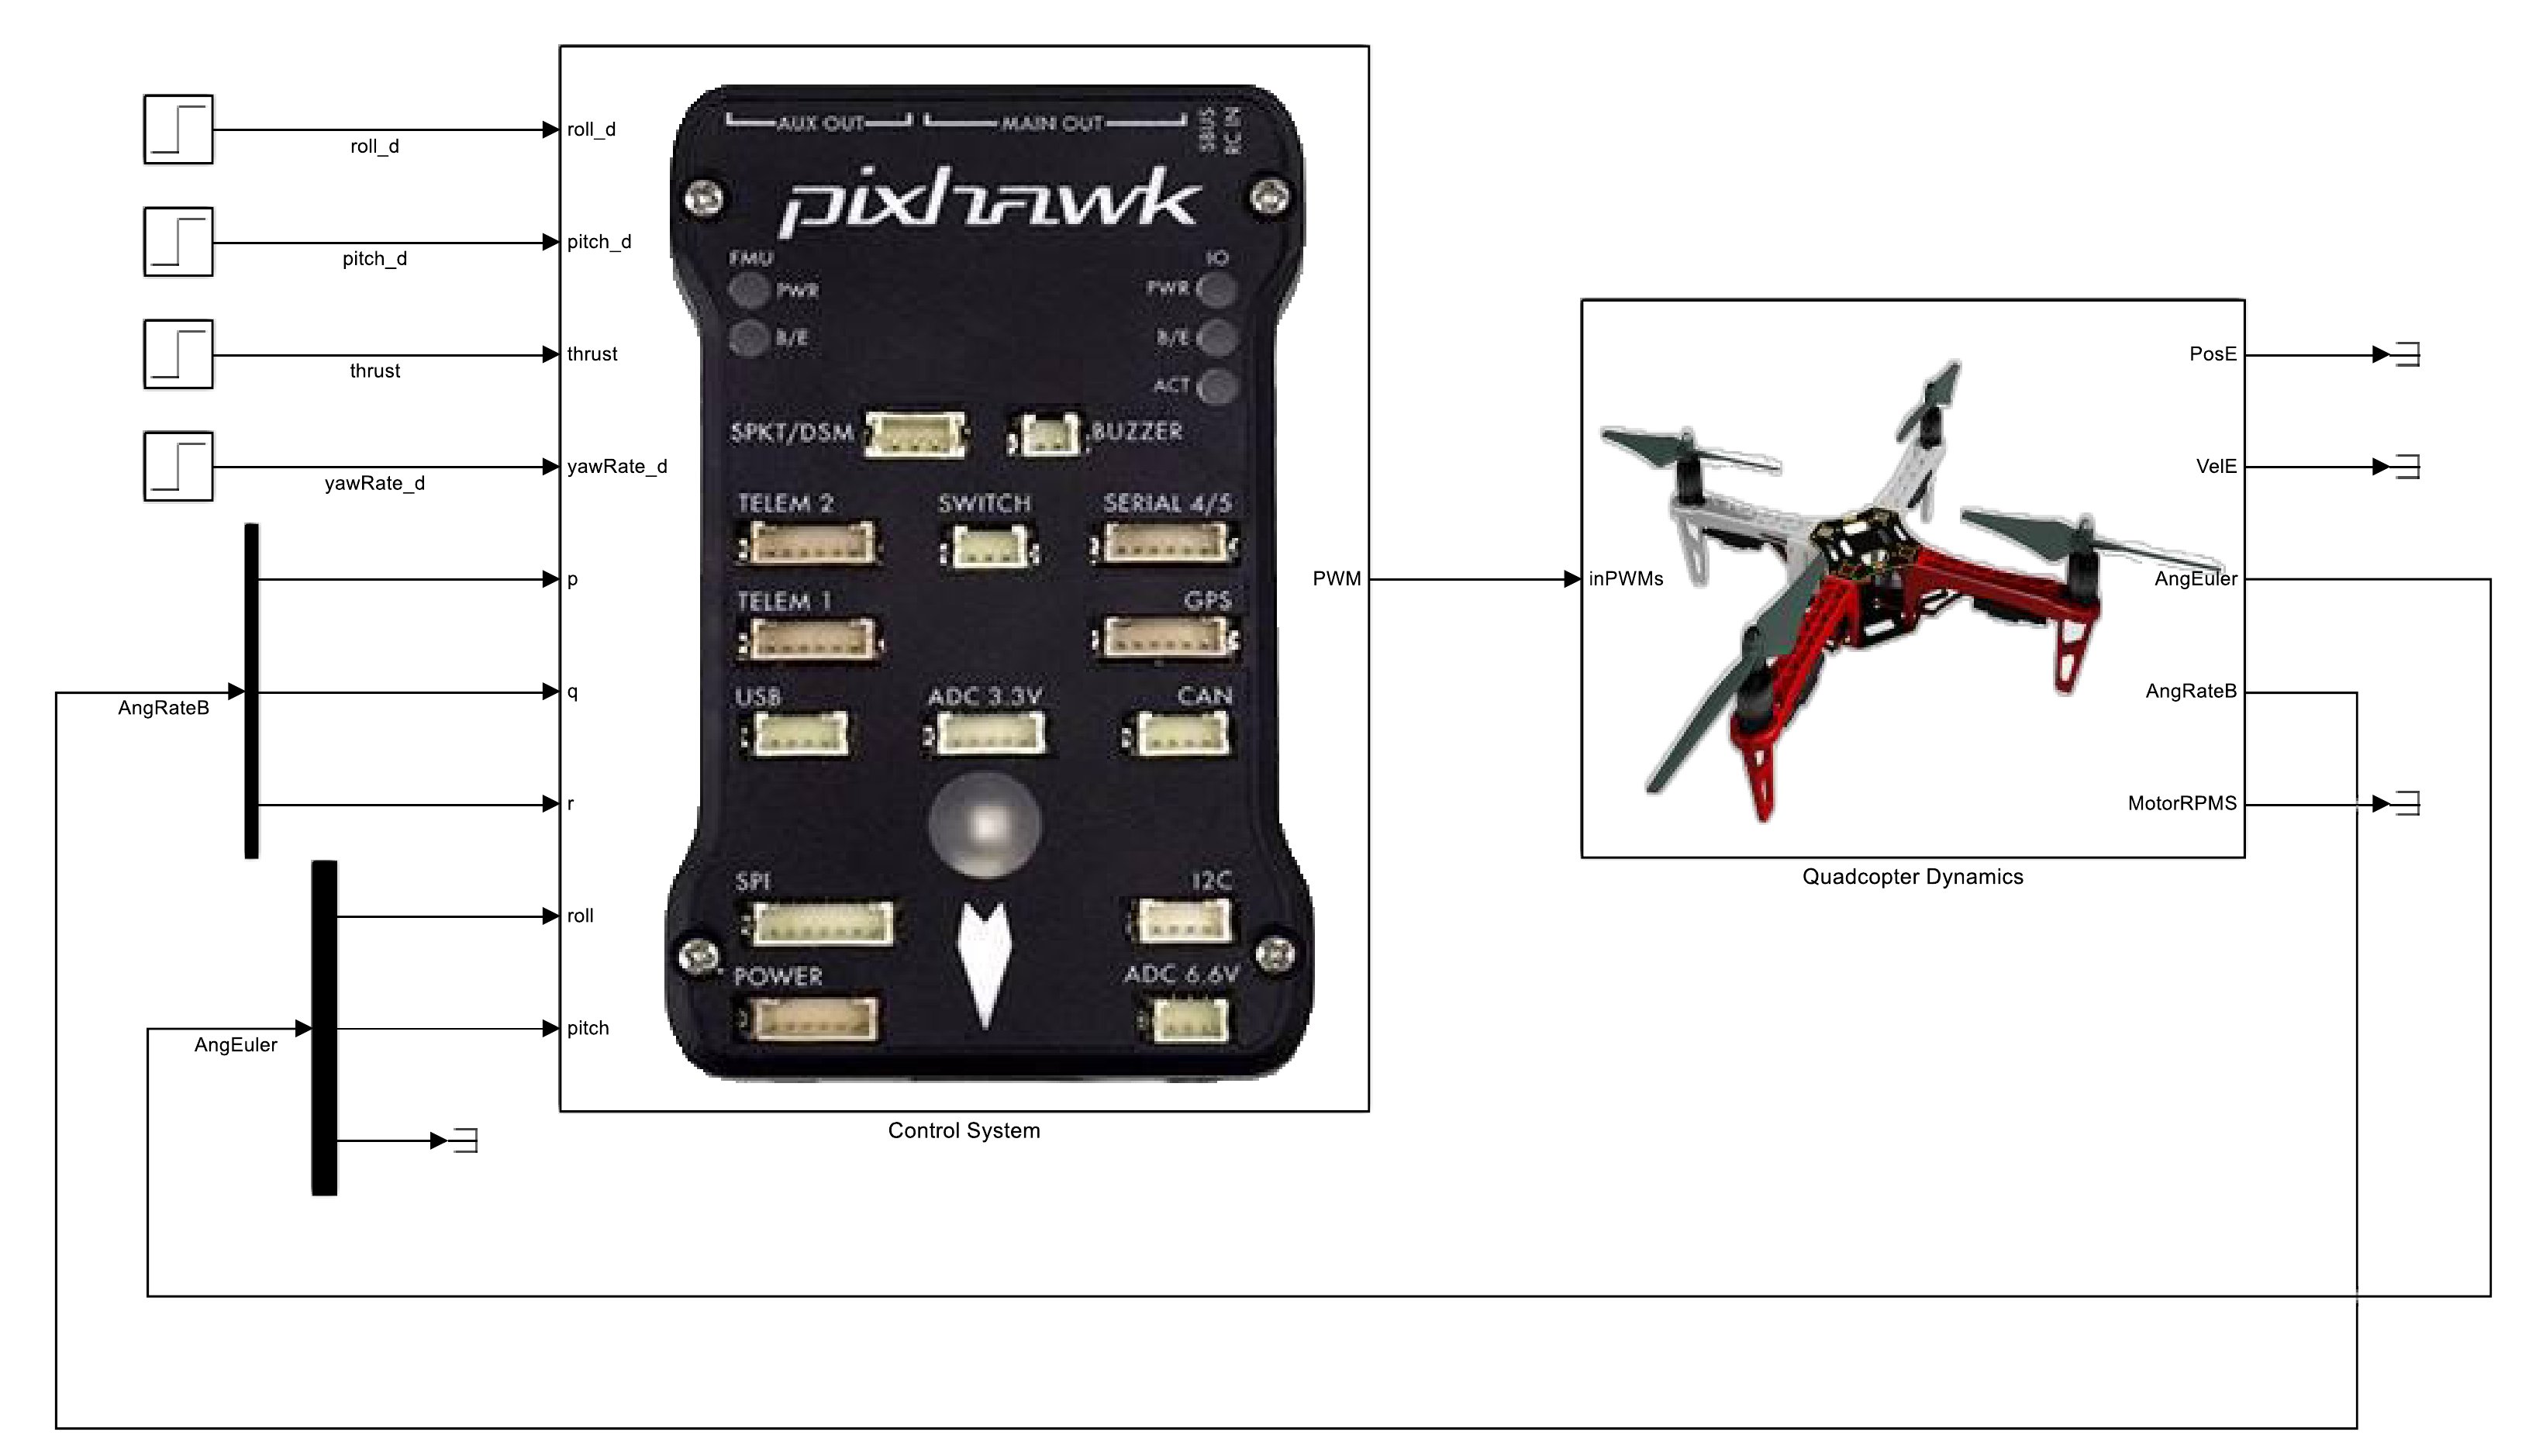 roll_d
pitch_d
thrust
yawRate_d
AngRateB
AngEuler
roll_d
pitch_d
thrust
yawRate_d
p
q
r
roll
pitch
AUX OUT
MAIN OUT
SBUS
RC IN
pixhawk
FMU
PWR
B/E
IO
PWR
B/E
ACT
SPKT/DSM
BUZZER
TELEM 2
SWITCH
SERIAL 4/5
TELEM 1
GPS
USB
ADC 3.3V
CAN
SPI
I2C
POWER
ADC 6.6V
PWM
Control System
inPWMs
PosE
VelE
AngEuler
AngRateB
MotorRPMS
Quadcopter Dynamics